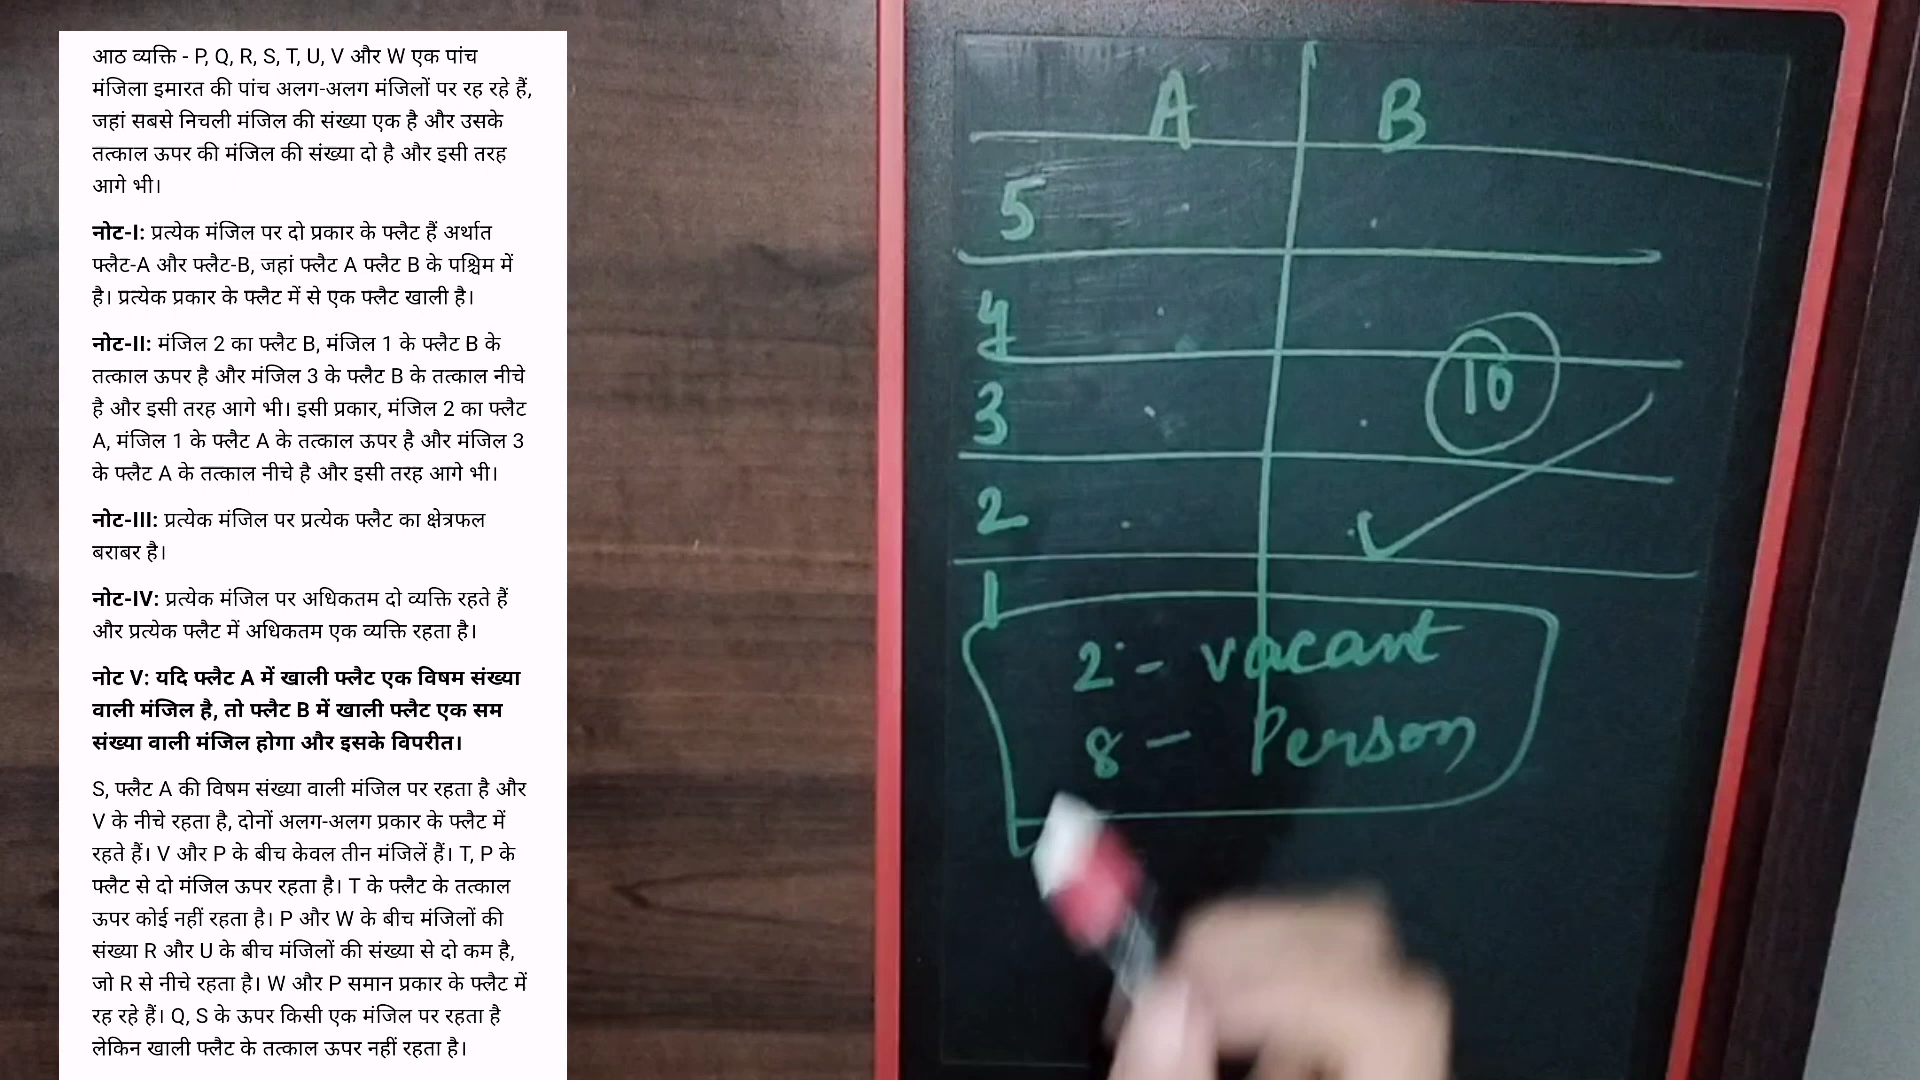 आठ व्यक्ति - P, Q, R, S, T, U, V और W एक पांच
मंजिला इमारत की पांच अलग-अलग मंजिलों पर रह रहे हैं,
जहां सबसे निचली मंजिल की संख्या एक है और उसके
तत्काल ऊपर की मंजिल की संख्या दो है और इसी तरह
आगे भी।
नोट-I: प्रत्येक मंजिल पर दो प्रकार के फ्लैट हैं अर्थात
फ्लैट-A और फ्लैट-B, जहां फ्लैट A फ्लैट B के पश्चिम में
है। प्रत्येक प्रकार के फ्लैट में से एक फ्लैट खाली है।
नोट-II: मंजिल 2 का फ्लैट B, मंजिल 1 के फ्लैट B के
तत्काल ऊपर है और मंजिल 3 के फ्लैट B के तत्काल नीचे
है और इसी तरह आगे भी। इसी प्रकार, मंजिल 2 का फ्लैट
A, मंजिल 1 के फ्लैट A के तत्काल ऊपर है और मंजिल 3
के फ्लैट A के तत्काल नीचे है और इसी तरह आगे भी।
नोट-III: प्रत्येक मंजिल पर प्रत्येक फ्लैट का क्षेत्रफल
बराबर है।
नोट-IV: प्रत्येक मंजिल पर अधिकतम दो व्यक्ति रहते हैं
और प्रत्येक फ्लैट में अधिकतम एक व्यक्ति रहता है।
नोट V: यदि फ्लैट A में खाली फ्लैट एक विषम संख्या
वाली मंजिल है, तो फ्लैट B में खाली फ्लैट एक सम
संख्या वाली मंजिल होगा और इसके विपरीत।
S, फ्लैट A की विषम संख्या वाली मंजिल पर रहता है और
V के नीचे रहता है, दोनों अलग-अलग प्रकार के फ्लैट में
रहते हैं। V और P के बीच केवल तीन मंजिलें हैं। T, P के
फ्लैट से दो मंजिल ऊपर रहता है। T के फ्लैट के तत्काल
ऊपर कोई नहीं रहता है। P और W के बीच मंजिलों की
संख्या R और U के बीच मंजिलों की संख्या से दो कम है,
जो R से नीचे रहता है। W और P समान प्रकार के फ्लैट में
रह रहे हैं। Q, S के ऊपर किसी एक मंजिल पर रहता है
लेकिन खाली फ्लैट के तत्काल ऊपर नहीं रहता है।
A B
5
4
10
3
2
1
2 - vacant
8 - Person